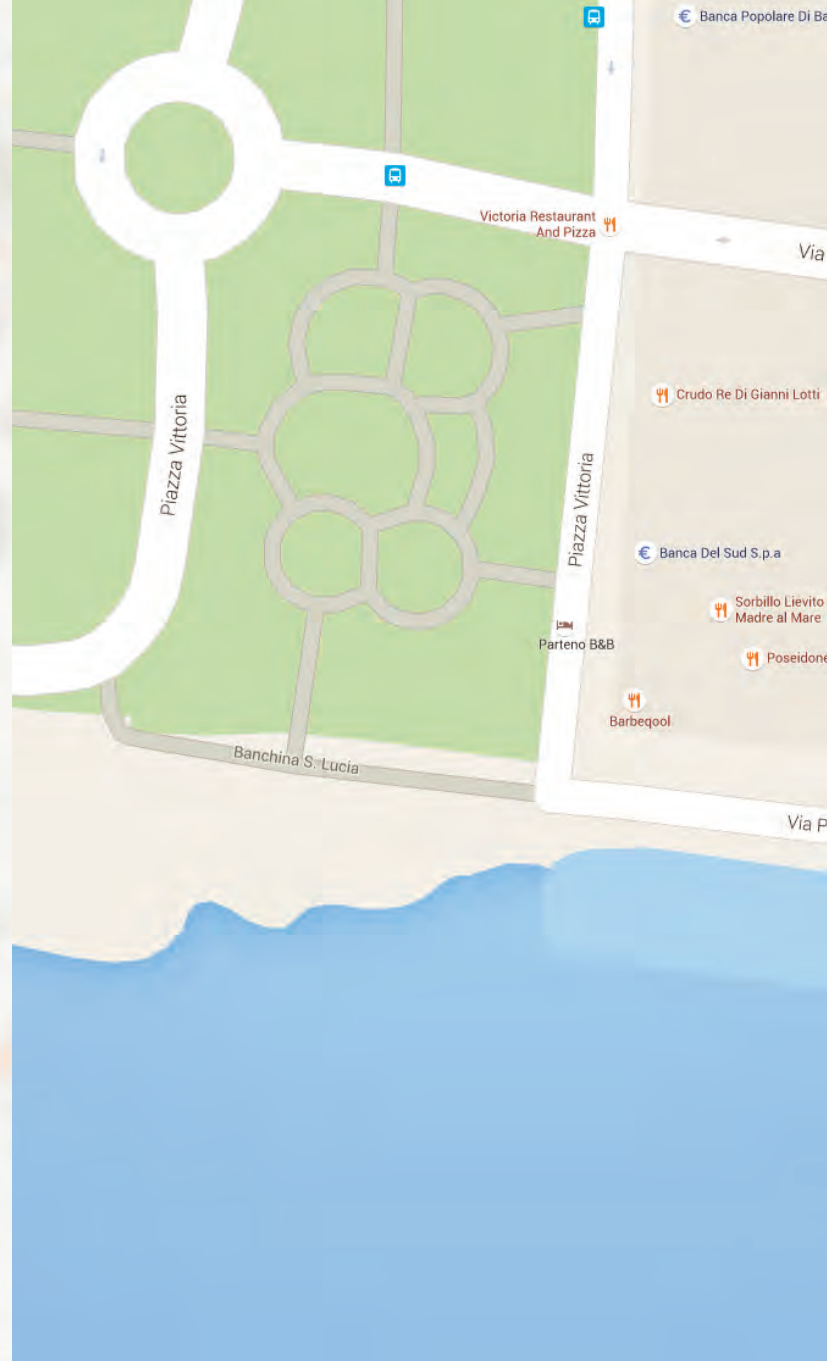 Banca Popolare Di Ba
Victoria Restaurant
And Pizza
Via
Crudo Re Di Gianni Lotti
Piazza Vittoria
Piazza Vittoria
Banca Del Sud S.p.a
Sorbillo Lievito
Madre al Mare
Parteno B&B
Poseidone
Barbeqool
Banchina S. Lucia
Via P